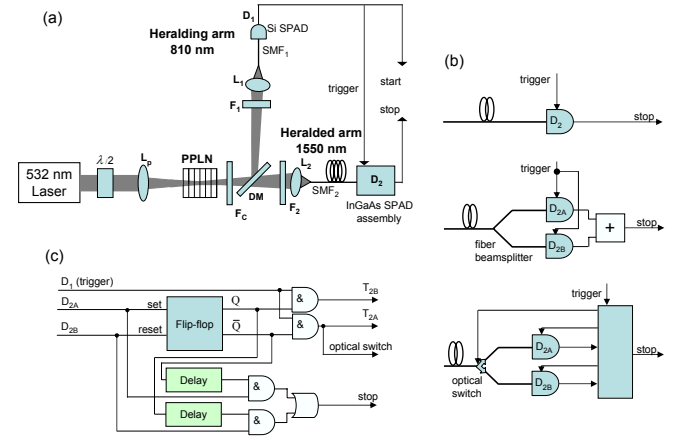 (a)
D1
Si SPAD
Heralding arm
810 nm
SMF1
L1
F1
trigger
start
stop
Heralded arm
1550 nm
L2
λ/2
Lp
PPLN
532 nm
Laser
DM
SMF2
D2
InGaAs SPAD
assembly
FC
F2
(b)
trigger
D2
stop
trigger
D2A
D2B
+
stop
fiber
beamsplitter
trigger
D2A
D2B
stop
optical
switch
(c)
D1 (trigger)
D2A
set
Q
D2B
reset
Q̅
Flip-flop
&
T2B
&
T2A
optical switch
Delay
&
Delay
&
stop